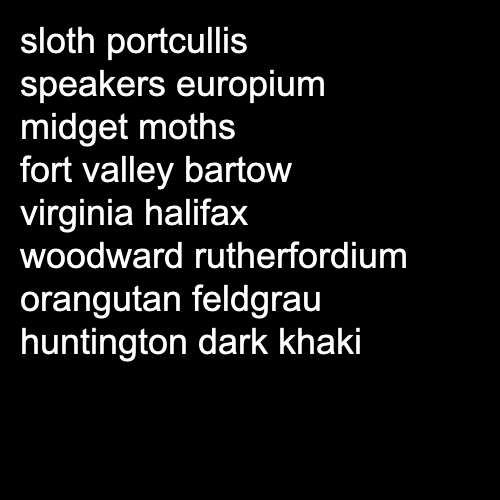 sloth portcullis
speakers europium
midget moths
fort valley bartow
virginia halifax
woodward rutherfordium
orangutan feldgrau
huntington dark khaki